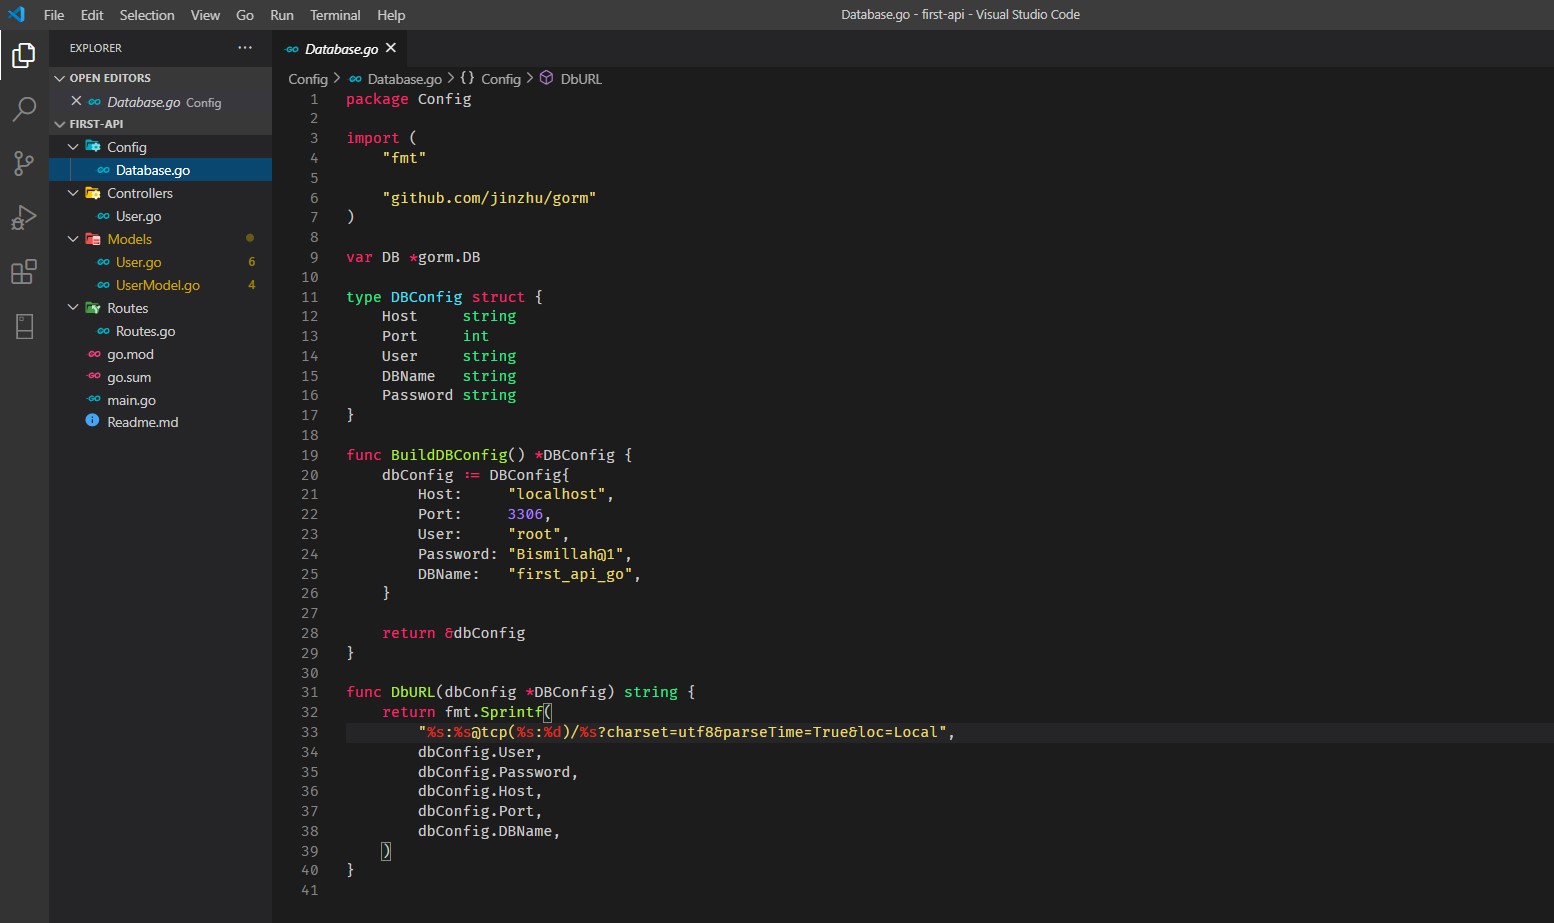 File Edit Selection View Go Run Terminal Help
Database.go - first-api - Visual Studio Code
EXPLORER ...
OPEN EDITORS
Database.go Config
FIRST-API
Config
Database.go
Controllers
User.go
Models
User.go 6
UserModel.go 4
Routes
Routes.go
go.mod
go.sum
main.go
Readme.md
Database.go
Config > Database.go > {} Config > DbURL
1 package Config
2
3 import (
4 "fmt"
5
6 "github.com/jinzhu/gorm"
7 )
8
9 var DB *gorm.DB
10
11 type DBConfig struct {
12 Host string
13 Port int
14 User string
15 DBName string
16 Password string
17 }
18
19 func BuildDBConfig() *DBConfig {
20 dbConfig := DBConfig{
21 Host: "localhost",
22 Port: 3306,
23 User: "root",
24 Password: "Bismillah@1",
25 DBName: "first_api_go",
26 }
27
28 return &dbConfig
29 }
30
31 func DbURL(dbConfig *DBConfig) string {
32 return fmt.Sprintf(
33 "%s:%s@tcp(%s:%d)/%s?charset=utf8&parseTime=True&loc=Local",
34 dbConfig.User,
35 dbConfig.Password,
36 dbConfig.Host,
37 dbConfig.Port,
38 dbConfig.DBName,
39 )
40 }
41